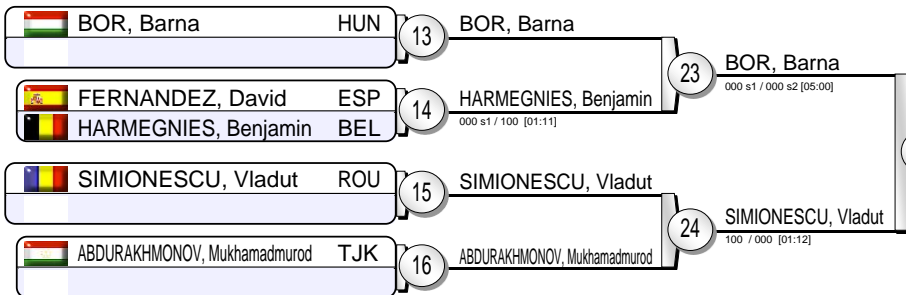 BOR, Barna HUN
13
BOR, Barna
23
BOR, Barna
000 s1 / 000 s2 [05:00]
FERNANDEZ, David ESP
HARMEGNIES, Benjamin BEL
14
HARMEGNIES, Benjamin
000 s1 / 100 [01:11]
SIMIONESCU, Vladut ROU
15
SIMIONESCU, Vladut
24
SIMIONESCU, Vladut
100 / 000 [01:12]
ABDURAKHMONOV, Mukhamadmurod TJK
16
ABDURAKHMONOV, Mukhamadmurod